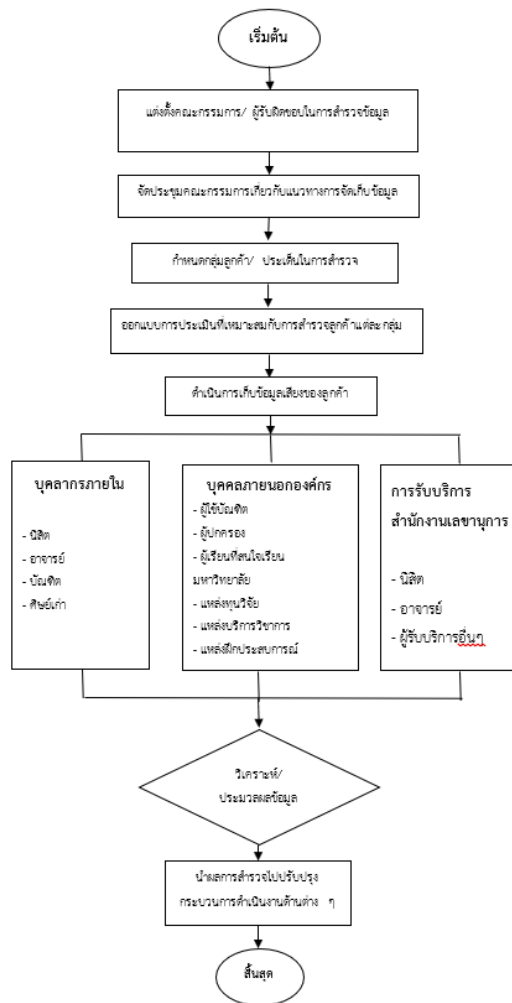 เริ่มต้น
แต่งตั้งคณะกรรมการ/ ผู้รับผิดชอบในการสำรวจข้อมูล
จัดประชุมคณะกรรมการเกี่ยวกับแนวทางการจัดเก็บข้อมูล
กำหนดกลุ่มลูกค้า/ ประเด็นในการสำรวจ
ออกแบบการประเมินที่เหมาะสมกับการสำรวจลูกค้าแต่ละกลุ่ม
ดำเนินการเก็บข้อมูลเสียงของลูกค้า
บุคลากรภายใน
- นิสิต
- อาจารย์
- บัณฑิต
- ศิษย์เก่า
บุคคลภายนอกองค์กร
- ผู้ใช้บัณฑิต
- ผู้ปกครอง
- ผู้เรียนที่สนใจเรียน
มหาวิทยาลัย
- แหล่งทุนวิจัย
- แหล่งบริการวิชาการ
- แหล่งฝึกประสบการณ์
การรับบริการ
สำนักงานเลขานุการ
- นิสิต
- อาจารย์
- ผู้รับบริการอื่นๆ
วิเคราะห์/
ประมวลผลข้อมูล
นำผลการสำรวจไปปรับปรุง
กระบวนการดำเนินงานด้านต่าง ๆ
สิ้นสุด